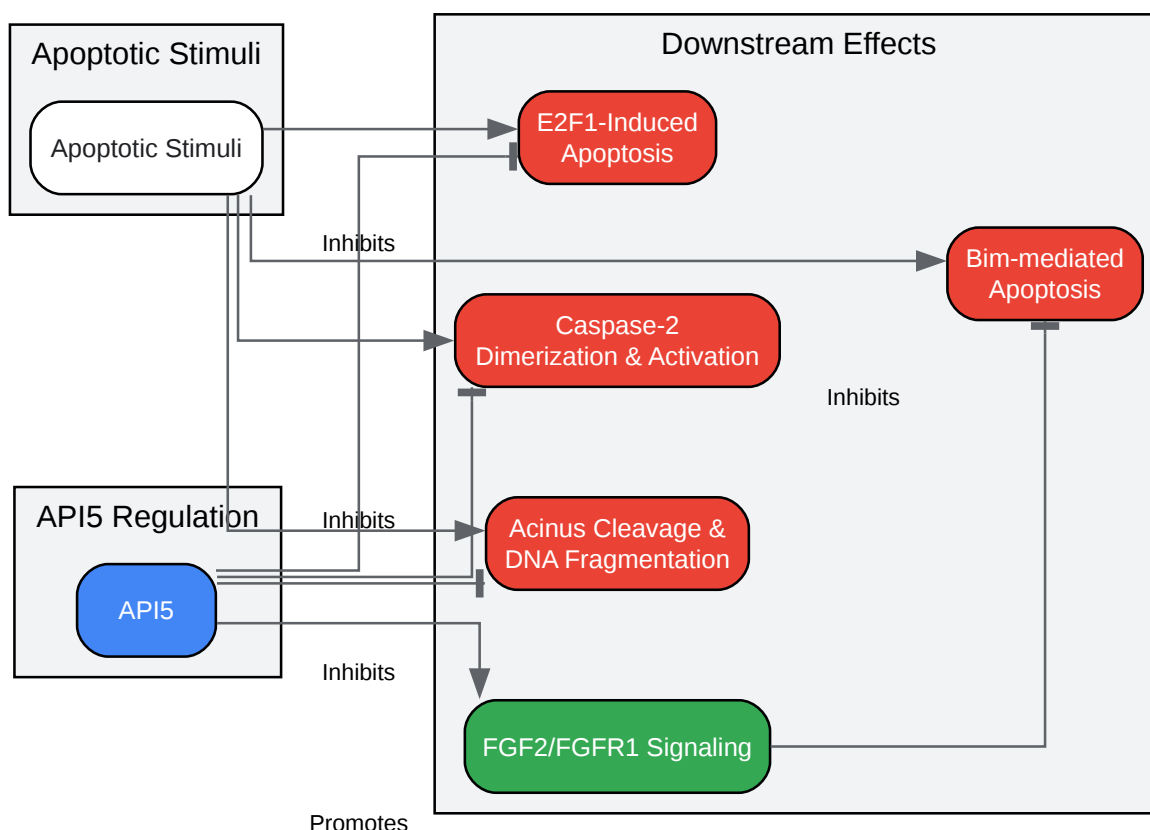 Apoptotic Stimuli
Apoptotic Stimuli
Downstream Effects
E2F1-Induced
Apoptosis
Inhibits
Bim-mediated
Apoptosis
Caspase-2
Dimerization & Activation
Inhibits
API5 Regulation
Inhibits
Acinus Cleavage &
DNA Fragmentation
API5
Inhibits
FGF2/FGFR1 Signaling
Promotes